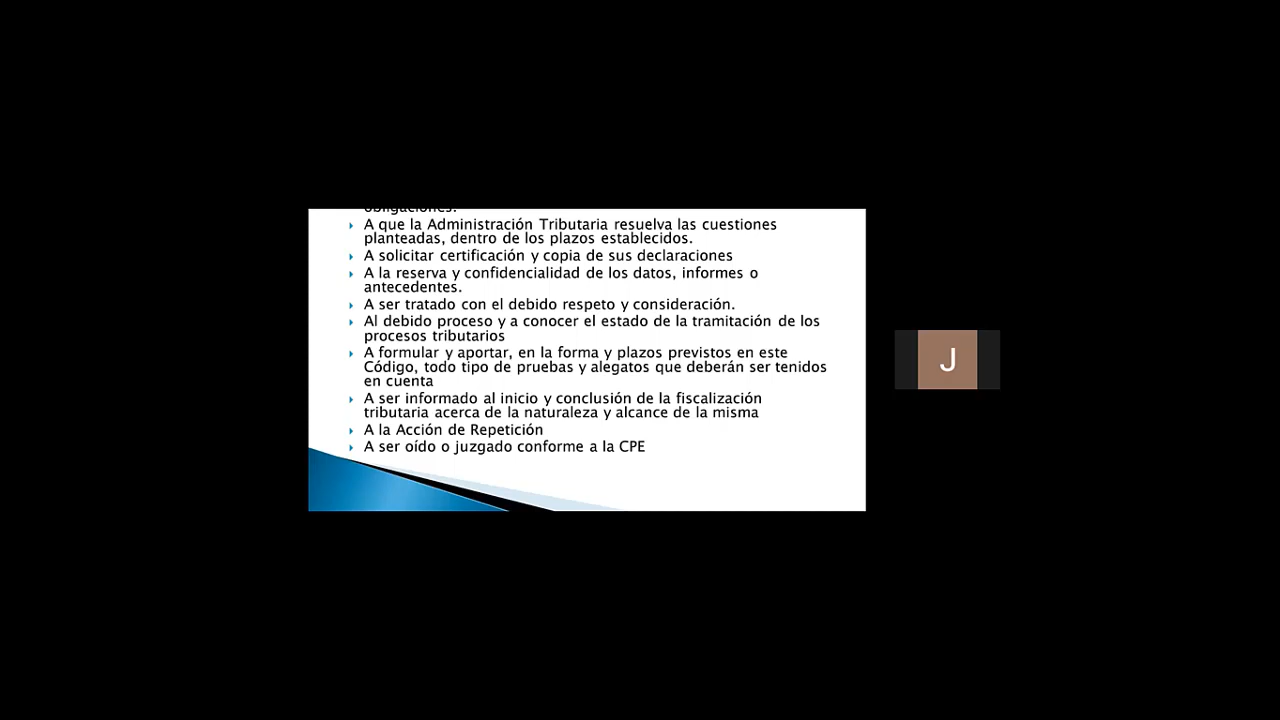 obligaciones.
A que la Administración Tributaria resuelva las cuestiones
planteadas, dentro de los plazos establecidos.
A solicitar certificación y copia de sus declaraciones
A la reserva y confidencialidad de los datos, informes o
antecedentes.
A ser tratado con el debido respeto y consideración.
Al debido proceso y a conocer el estado de la tramitación de los
procesos tributarios
A formular y aportar, en la forma y plazos previstos en este
Código, todo tipo de pruebas y alegatos que deberán ser tenidos
en cuenta
A ser informado al inicio y conclusión de la fiscalización
tributaria acerca de la naturaleza y alcance de la misma
A la Acción de Repetición
A ser oído o juzgado conforme a la CPE
J